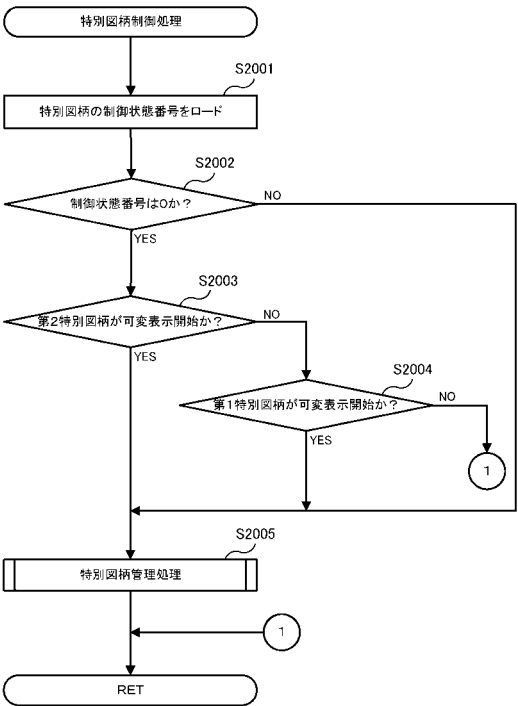 特別図柄制御処理
S2001
特別図柄の制御状態番号をロード
S2002
制御状態番号は0か？
NO
YES
S2003
第2特別図柄が可変表示開始か？
NO
YES
S2004
第1特別図柄が可変表示開始か？
NO
YES
1
S2005
特別図柄管理処理
1
RET